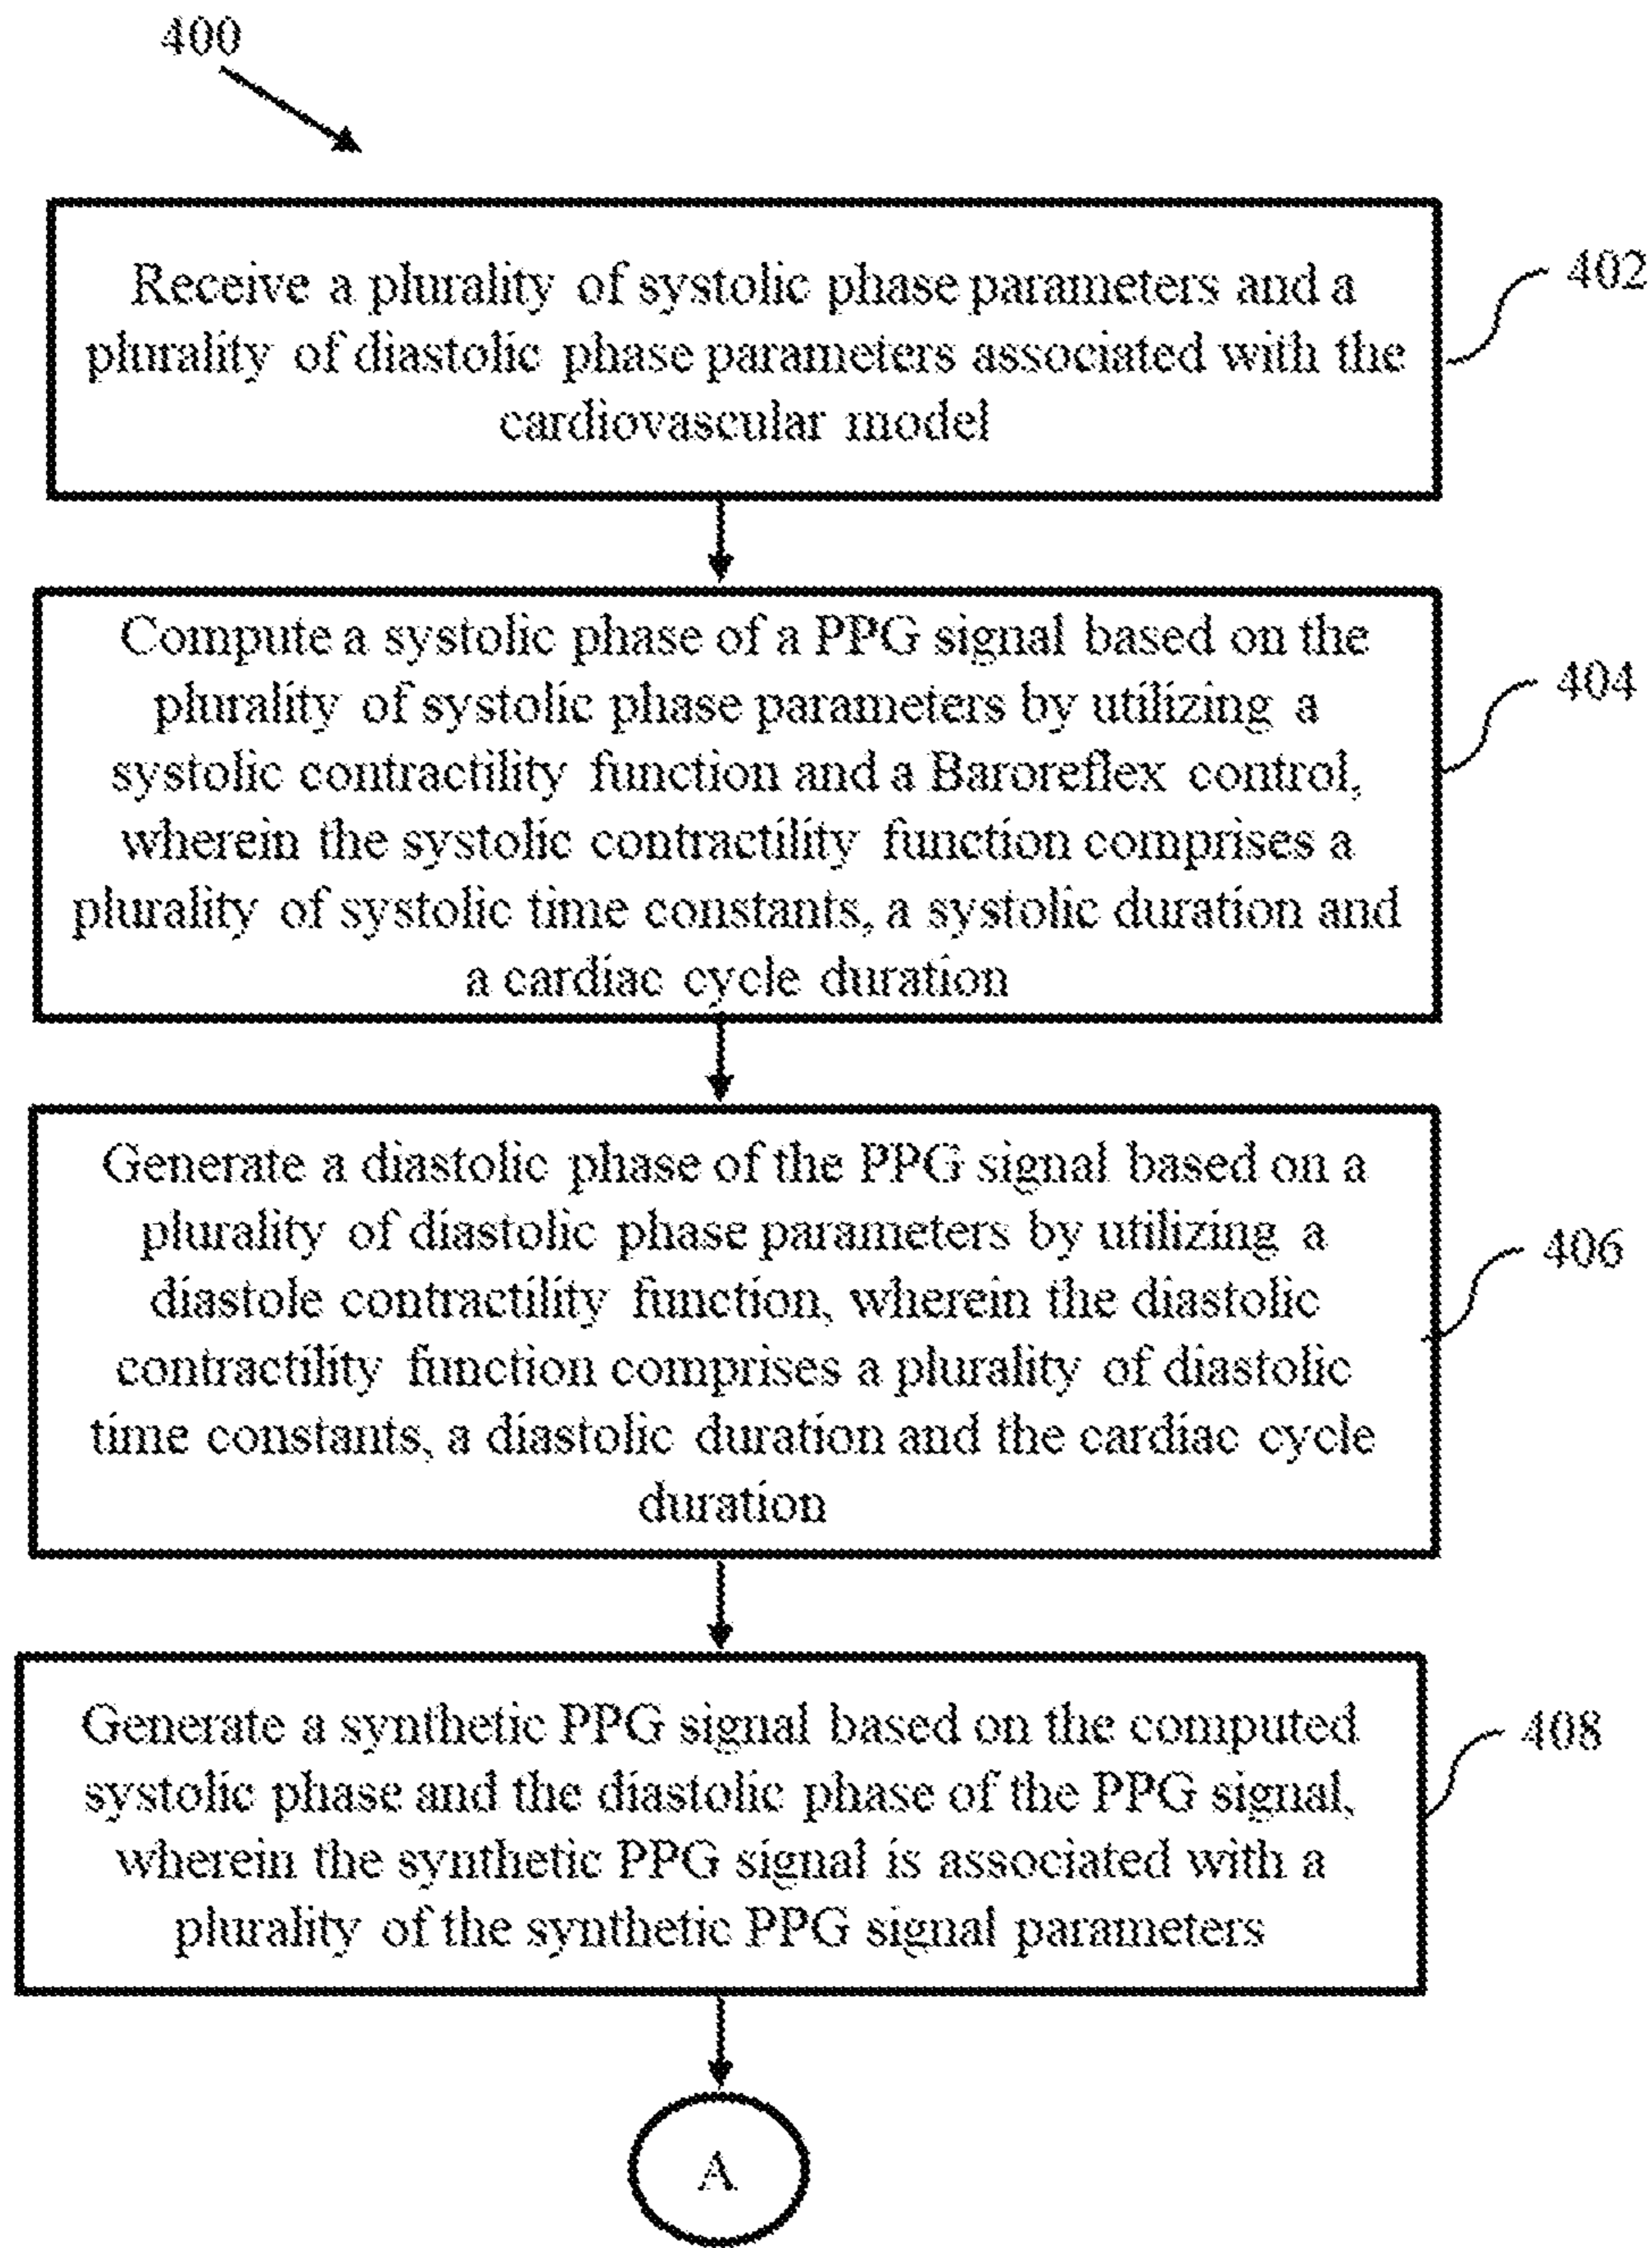 400
Receive a plurality of systolic phase parameters and a
plurality of diastolic phase parameters associated with the
cardiovascular model
402
Compute a systolic phase of a PPG signal based on the
plurality of systolic phase parameters by utilizing a
systolic contractility function and a Baroreflex control,
wherein the systolic contractility function comprises a
plurality of systolic time constants, a systolic duration and
a cardiac cycle duration
404
Generate a diastolic phase of the PPG signal based on a
plurality of diastolic phase parameters by utilizing a
diastole contractility function, wherein the diastolic
contractility function comprises a plurality of diastolic
time constants, a diastolic duration and the cardiac cycle
duration
406
Generate a synthetic PPG signal based on the computed
systolic phase and the diastolic phase of the PPG signal,
wherein the synthetic PPG signal is associated with a
plurality of the synthetic PPG signal parameters
408
A